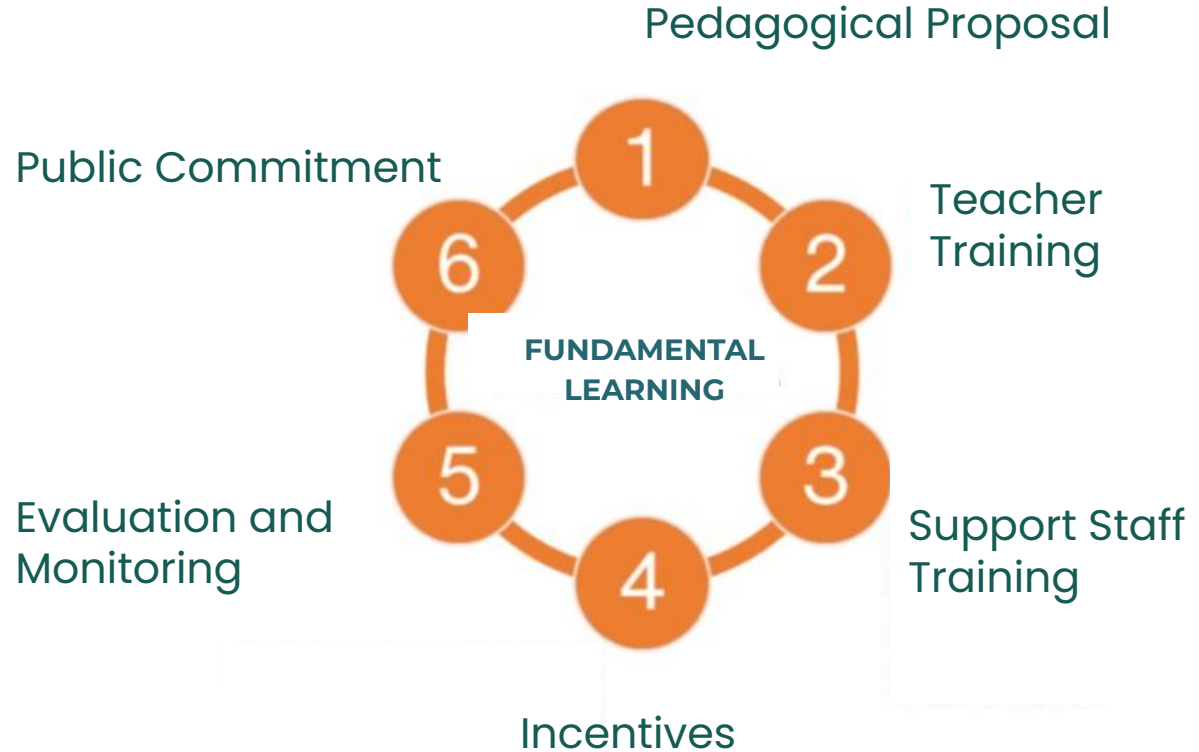 Pedagogical Proposal
1
Public Commitment
Teacher
Training
6
2
FUNDAMENTAL
LEARNING
5
3
Evaluation and
Monitoring
Support Staff
Training
4
Incentives